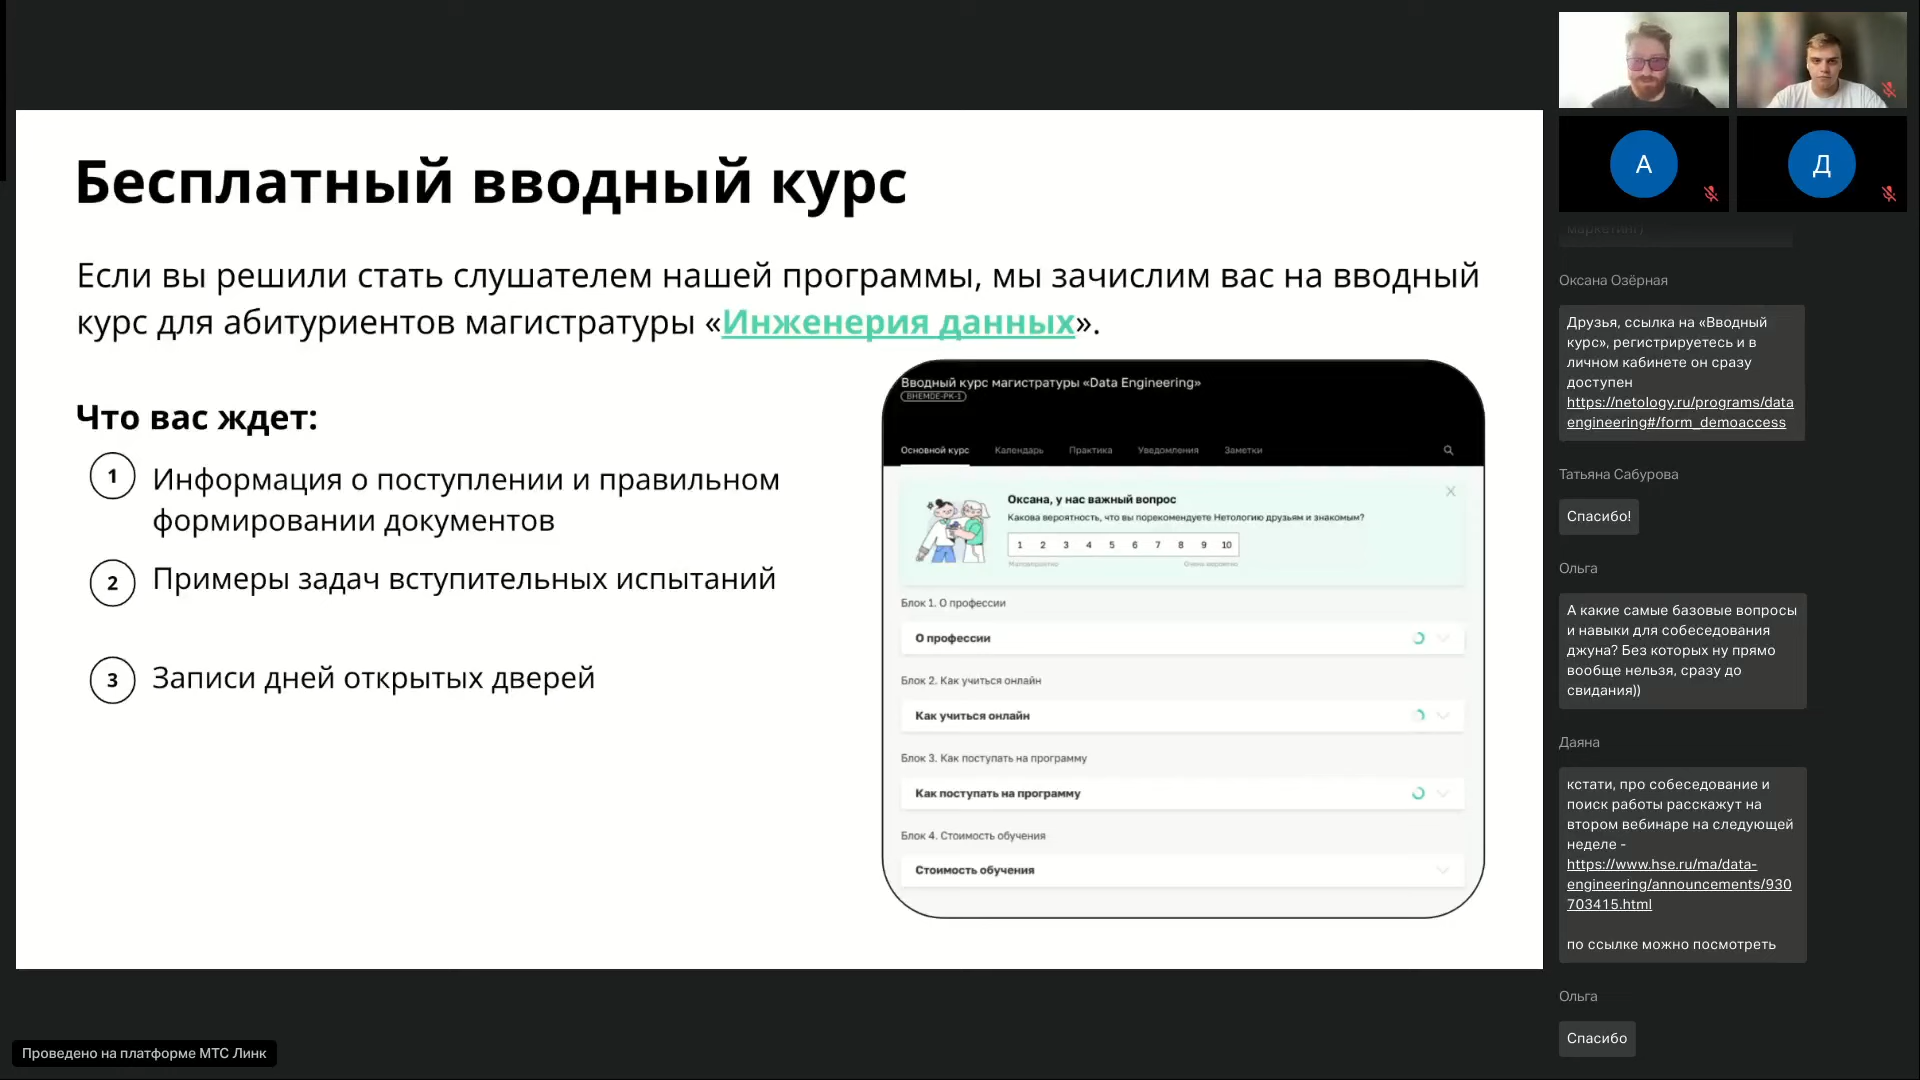 Бесплатный вводный курс
Если вы решили стать слушателем нашей программы, мы зачислим вас на вводный
курс для абитуриентов магистратуры «Инженерия данных».
Что вас ждет:
1
Информация о поступлении и правильном
формировании документов
2
Примеры задач вступительных испытаний
3
Записи дней открытых дверей
Вводный курс магистратуры «Data Engineering»
BHEMDE-PK-1
Основной курс Календарь Практика Уведомления Заметки
Оксана, у нас важный вопрос
Какова вероятность, что вы порекомендуете Нетологию друзьям и знакомым?
1 2 3 4 5 6 7 8 9 10
Маловероятно Очень вероятно
Блок 1. О профессии
О профессии
Блок 2. Как учиться онлайн
Как учиться онлайн
Блок 3. Как поступать на программу
Как поступать на программу
Блок 4. Стоимость обучения
Стоимость обучения
Проведено на платформе МТС Линк
А
Д
маркетинг)
Оксана Озёрная
Друзья, ссылка на «Вводный
курс», регистрируетесь и в
личном кабинете он сразу
доступен
https://netology.ru/programs/data
engineering#/form_demoaccess
Татьяна Сабурова
Спасибо!
Ольга
А какие самые базовые вопросы
и навыки для собеседования
джуна? Без которых ну прямо
вообще нельзя, сразу до
свидания))
Даяна
кстати, про собеседование и
поиск работы расскажут на
втором вебинаре на следующей
неделе -
https://www.hse.ru/ma/data-
engineering/announcements/930
703415.html
по ссылке можно посмотреть
Ольга
Спасибо